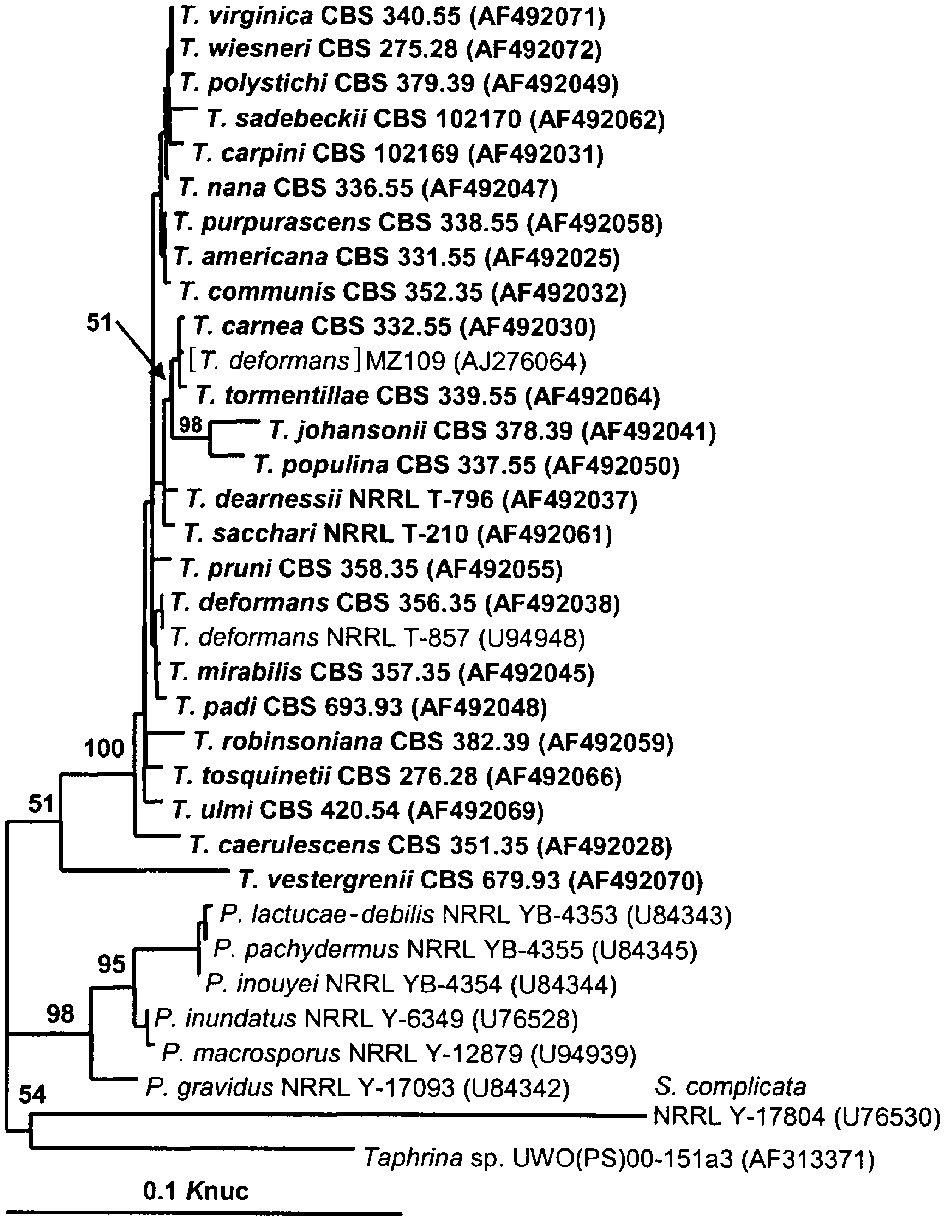 T. virginica CBS 340.55 (AF492071)
T. wiesneri CBS 275.28 (AF492072)
T. polystichi CBS 379.39 (AF492049)
T. sadebeckii CBS 102170 (AF492062)
T. carpini CBS 102169 (AF492031)
T. nana CBS 336.55 (AF492047)
T. purpurascens CBS 338.55 (AF492058)
T. americana CBS 331.55 (AF492025)
T. communis CBS 352.35 (AF492032)
51
T. carnea CBS 332.55 (AF492030)
[T. deformans] MZ109 (AJ276064)
T. tormentillae CBS 339.55 (AF492064)
98
T. johansonii CBS 378.39 (AF492041)
T. populina CBS 337.55 (AF492050)
T. dearnessii NRRL T-796 (AF492037)
T. sacchari NRRL T-210 (AF492061)
T. pruni CBS 358.35 (AF492055)
T. deformans CBS 356.35 (AF492038)
T. deformans NRRL T-857 (U94948)
T. mirabilis CBS 357.35 (AF492045)
T. padi CBS 693.93 (AF492048)
T. robinsoniana CBS 382.39 (AF492059)
100
T. tosquinetii CBS 276.28 (AF492066)
51
T. ulmi CBS 420.54 (AF492069)
T. caerulescens CBS 351.35 (AF492028)
T. vestergrenii CBS 679.93 (AF492070)
P. lactucae-debilis NRRL YB-4353 (U84343)
P. pachydermus NRRL YB-4355 (U84345)
95
P. inouyei NRRL YB-4354 (U84344)
98
P. inundatus NRRL Y-6349 (U76528)
P. macrosporus NRRL Y-12879 (U94939)
P. gravidus NRRL Y-17093 (U84342)
54
S. complicata
NRRL Y-17804 (U76530)
Taphrina sp. UWO(PS)00-151a3 (AF313371)
0.1 Knuc